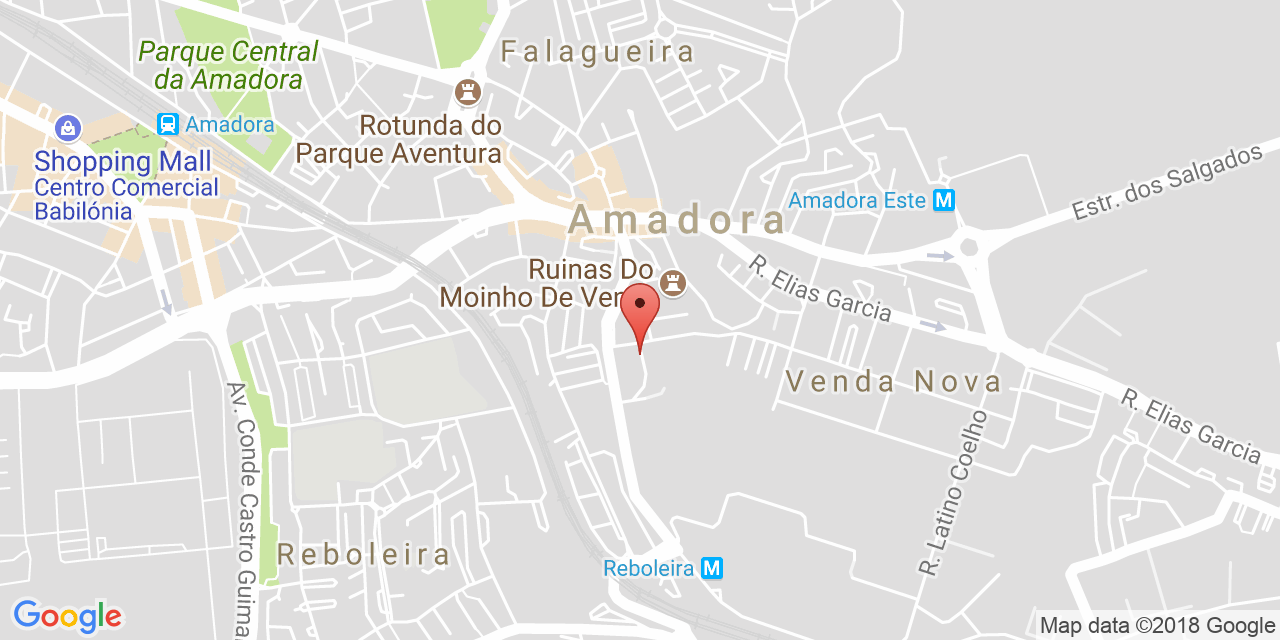 Parque Central
da Amadora
Falagueira
Amadora
Rotunda do
Parque Aventura
Shopping Mall
Centro Comercial
Babilónia
Estr. dos Salgados
Amadora Este M
Amadora
Ruinas Do
Moinho De Ven
R. Elias Garcia
Venda Nova
R. Elias Garcia
Av. Conde Castro Guima
R. Latino Coelho
Reboleira
Reboleira M
Google
Map data ©2018 Google